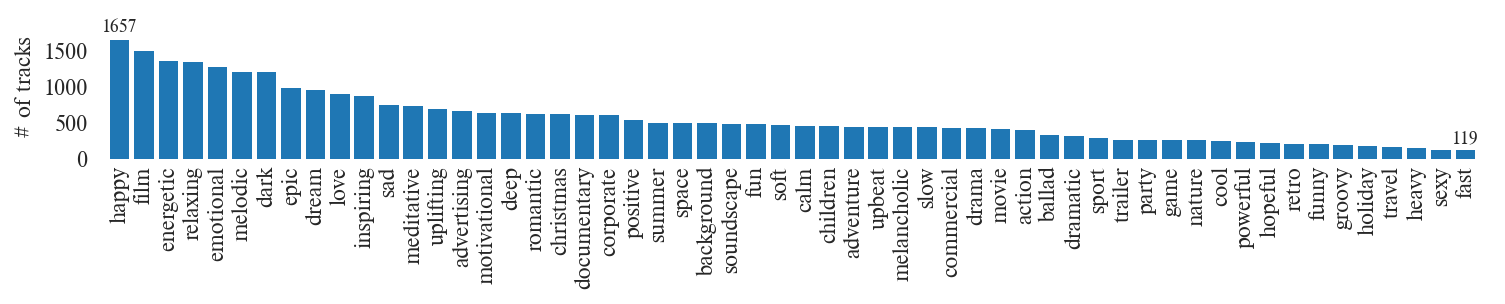 1657
# of tracks
1500
1000
500
0
119
happy
film
energetic
relaxing
emotional
melodic
dark
epic
dream
love
inspiring
sad
meditative
uplifting
advertising
motivational
deep
romantic
christmas
documentary
corporate
positive
summer
space
background
soundscape
fun
soft
calm
children
adventure
upbeat
melancholic
slow
commercial
drama
movie
action
ballad
dramatic
sport
trailer
party
game
nature
cool
powerful
hopeful
retro
funny
groovy
holiday
travel
heavy
sexy
fast